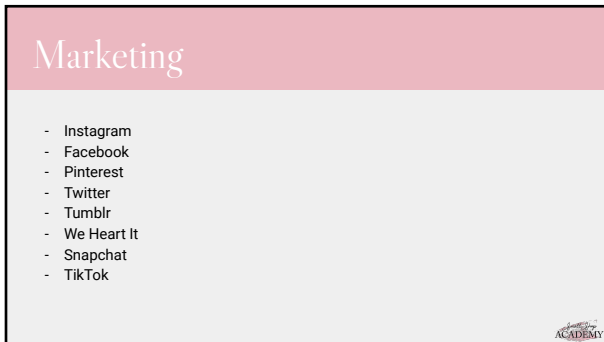 Marketing
- Instagram
- Facebook
- Pinterest
- Twitter
- Tumblr
- We Heart It
- Snapchat
- TikTok
ACADEMY